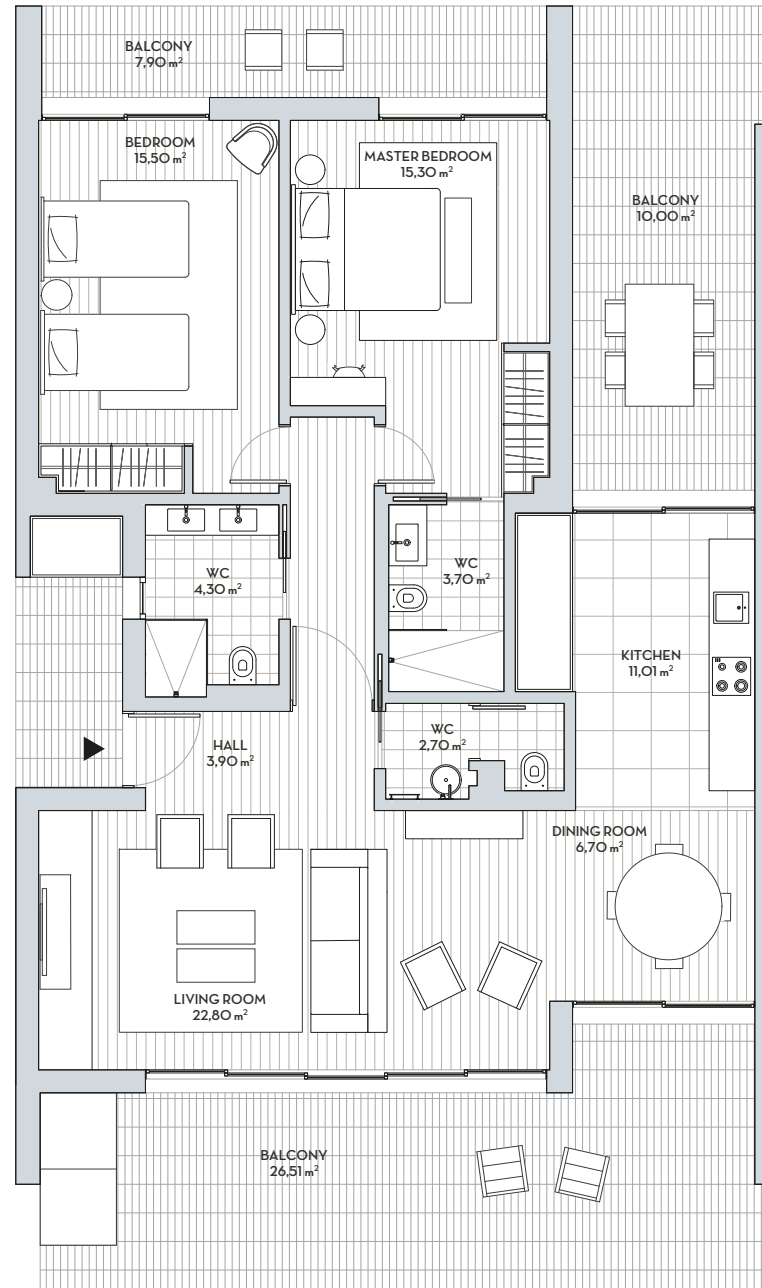 BALCONY
7,90 m²
BEDROOM
15,50 m²
MASTER BEDROOM
15,30 m²
BALCONY
10,00 m²
WC
4,30 m²
WC
3,70 m²
KITCHEN
11,01 m²
HALL
3,90 m²
WC
2,70 m²
DINING ROOM
6,70 m²
LIVING ROOM
22,80 m²
BALCONY
26,51 m²